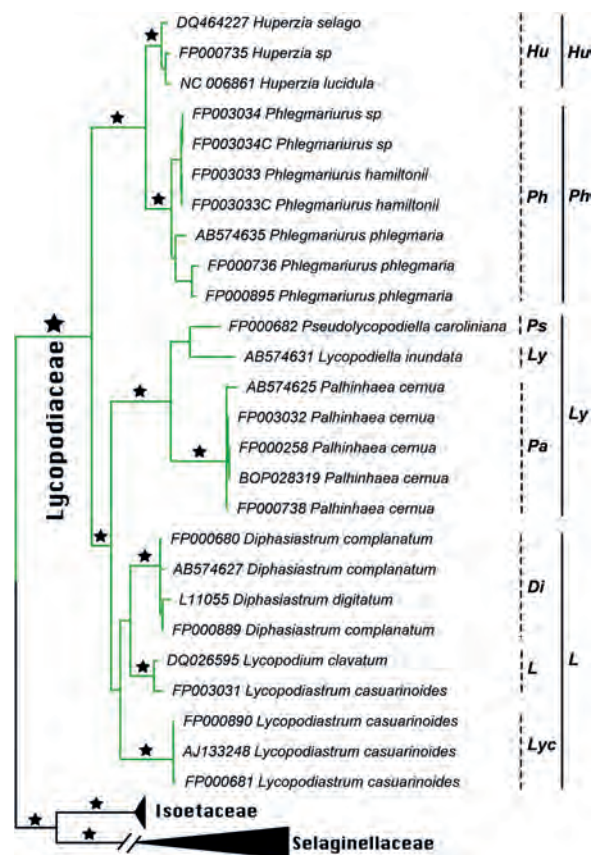 DQ464227 Huperzia selago
FP000735 Huperzia sp
NC 006861 Huperzia lucidula
Hu
Hu
FP003034 Phlegmariurus sp
FP003034C Phlegmariurus sp
FP003033 Phlegmariurus hamiltonii
FP003033C Phlegmariurus hamiltonii
AB574635 Phlegmariurus phlegmaria
FP000736 Phlegmariurus phlegmaria
FP000895 Phlegmariurus phlegmaria
Ph
Ph
FP000682 Pseudolycopodiella caroliniana
Ps
AB574631 Lycopodiella inundata
Ly
AB574625 Palhinhaea cernua
FP003032 Palhinhaea cernua
FP000258 Palhinhaea cernua
BOP028319 Palhinhaea cernua
FP000738 Palhinhaea cernua
Pa
Ly
Lycopodiaceae
FP000680 Diphasiastrum complanatum
AB574627 Diphasiastrum complanatum
L11055 Diphasiastrum digitatum
FP000889 Diphasiastrum complanatum
Di
DQ026595 Lycopodium clavatum
FP003031 Lycopodiastrum casuarinoides
L
L
FP000890 Lycopodiastrum casuarinoides
AJ133248 Lycopodiastrum casuarinoides
FP000681 Lycopodiastrum casuarinoides
Lyc
Isoetaceae
Selaginellaceae